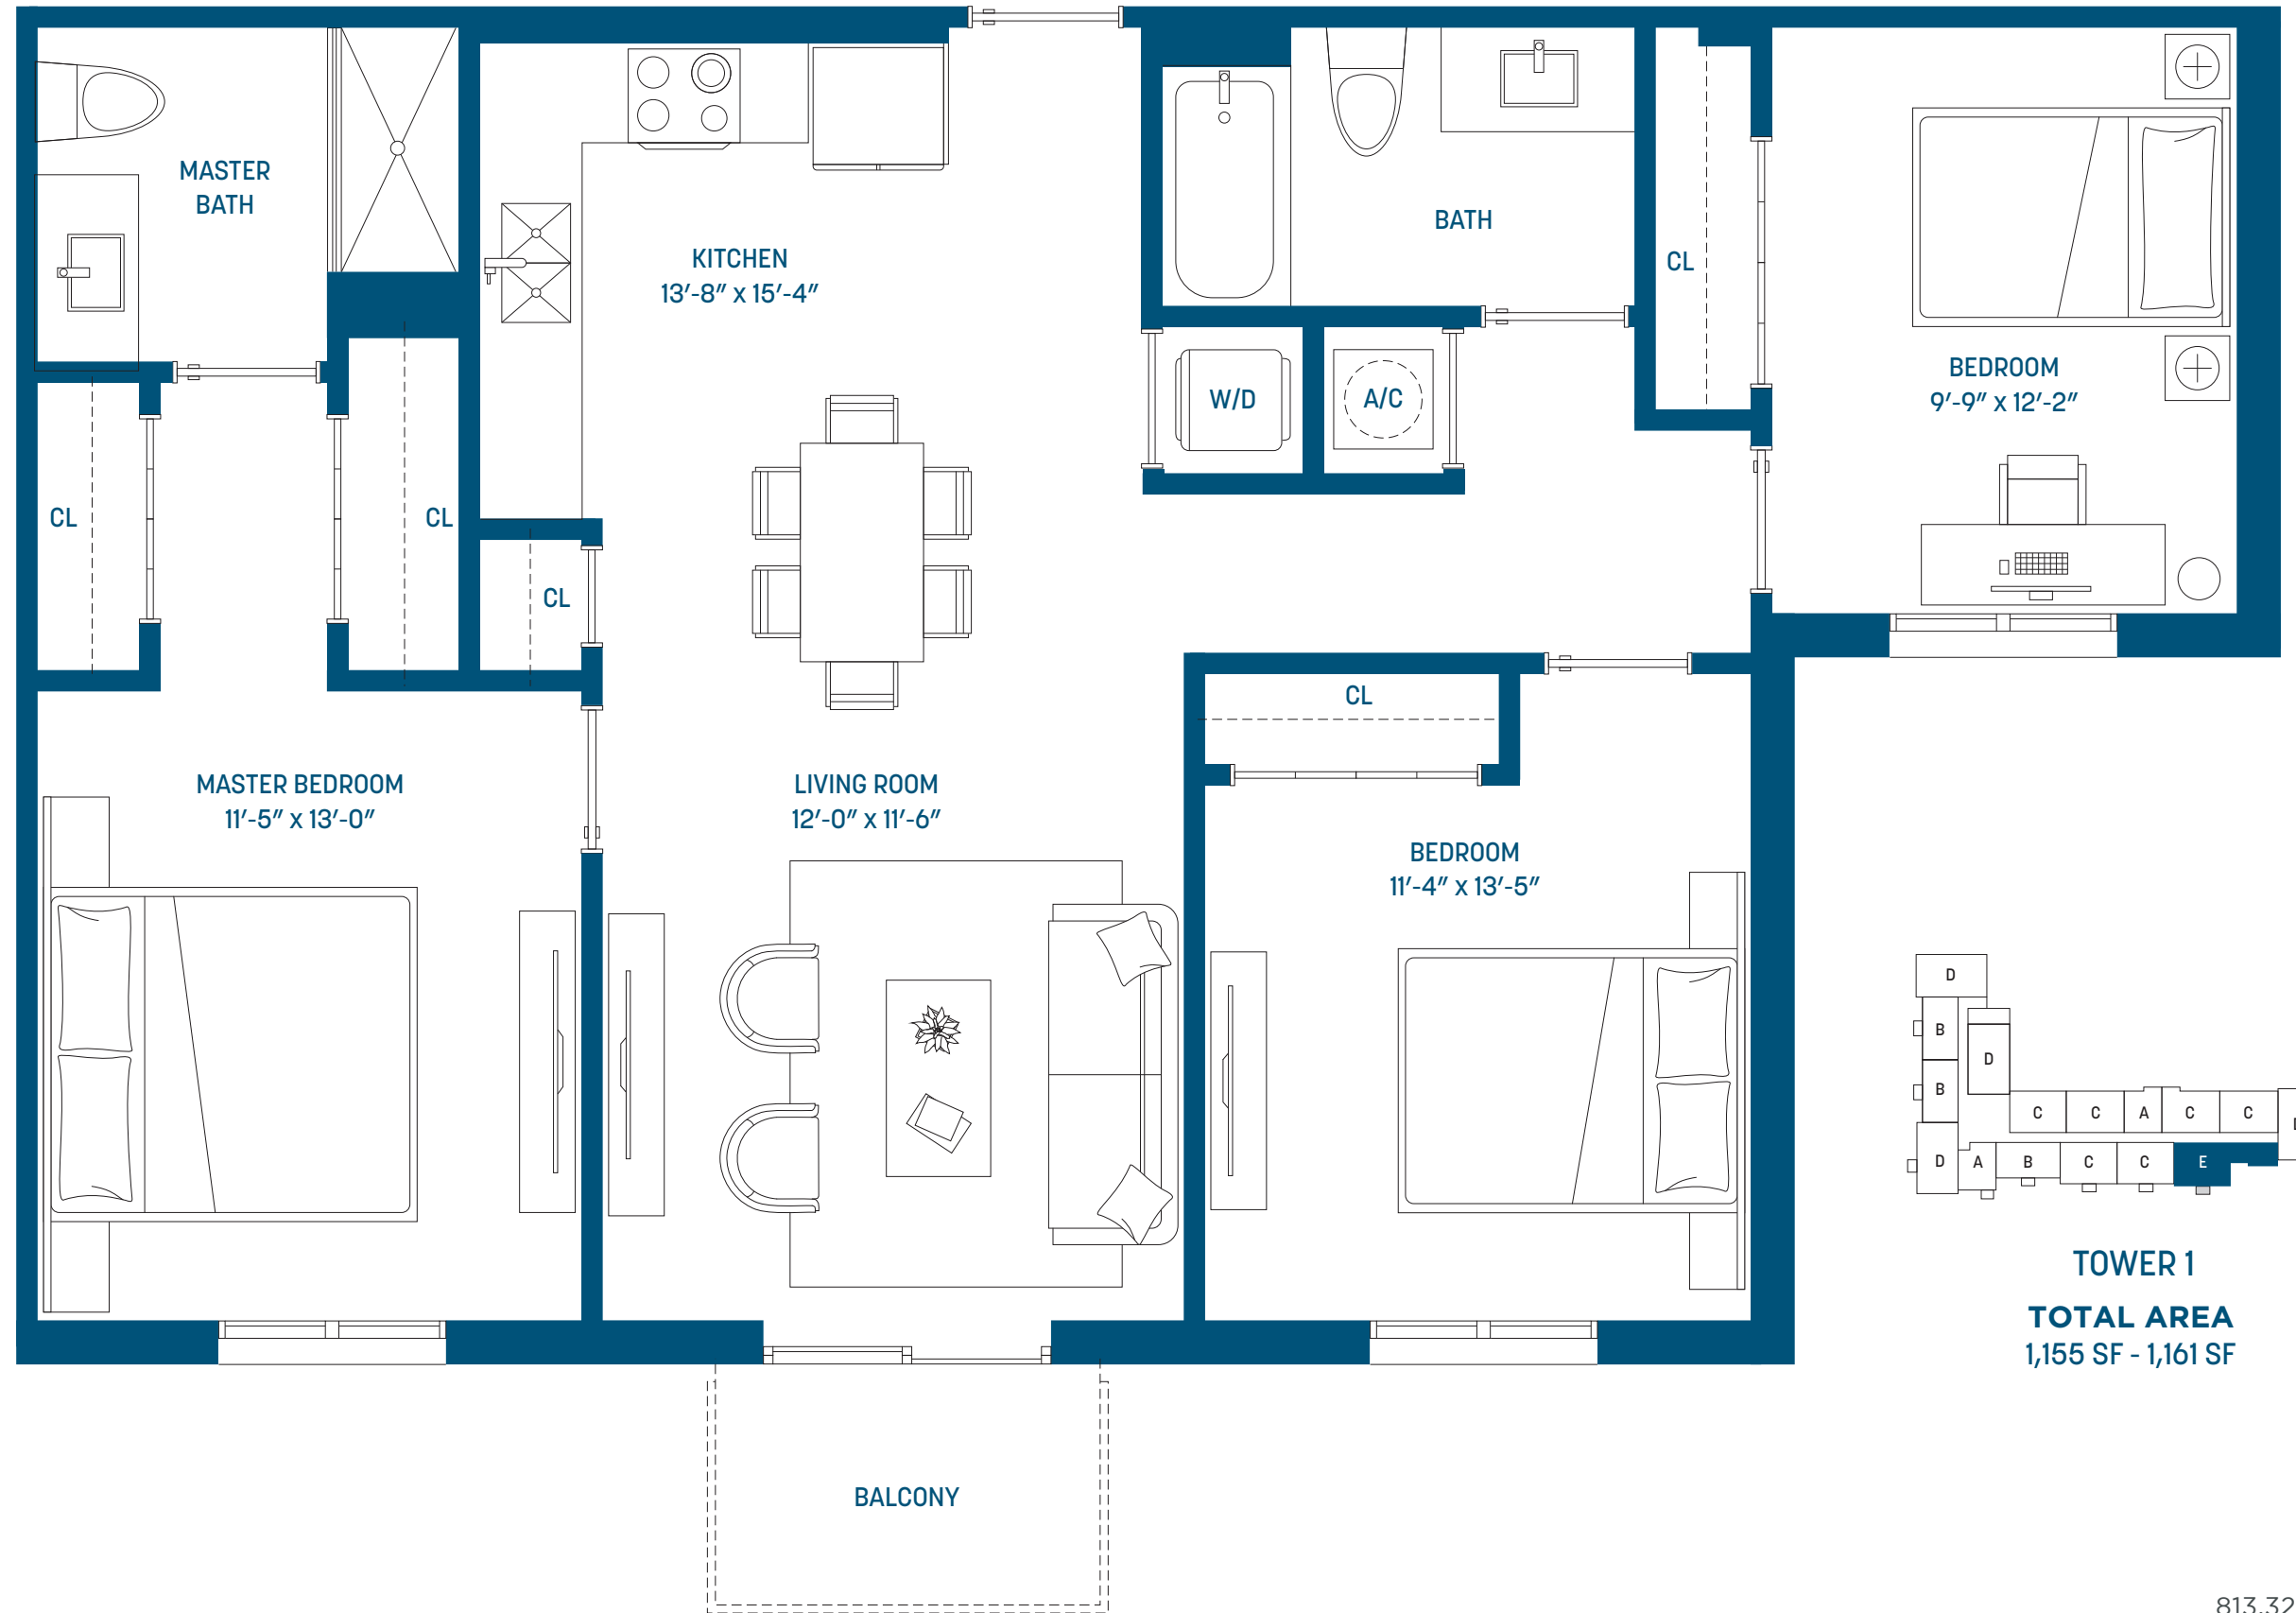 MASTER
BATH
KITCHEN
13′-8″ X 15′-4″
BATH
CL
BEDROOM
9′-9″ X 12′-2″
W/D
A/C
CL
CL
CL
CL
MASTER BEDROOM
11′-5″ X 13′-0″
LIVING ROOM
12′-0″ X 11′-6″
BEDROOM
11′-4″ X 13′-5″
D
B
D
B
C
C
A
C
C
D
A
B
C
C
E
TOWER 1
TOTAL AREA
1,155 SF - 1,161 SF
BALCONY
813.32